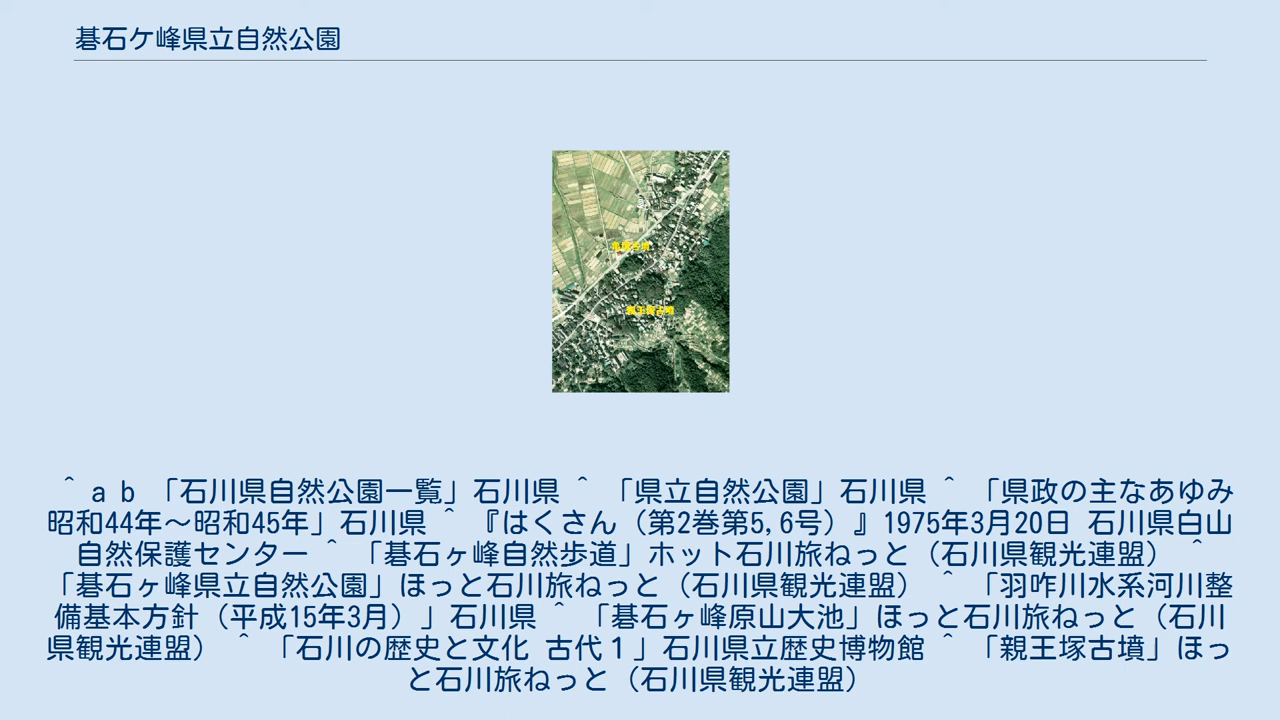 碁石ケ峰県立自然公園
親王塚古墳
^ a b 「石川県自然公園一覧」石川県 ^ 「県立自然公園」石川県 ^ 「県政の主なあゆみ
昭和44年～昭和45年」石川県 ^ 『はくさん（第2巻第5,6号）』1975年3月20日 石川県白山
自然保護センター ^ 「碁石ヶ峰自然歩道」ホット石川旅ねっと（石川県観光連盟） ^
「碁石ヶ峰県立自然公園」ほっと石川旅ねっと（石川県観光連盟） ^ 「羽咋川水系河川整
備基本方針（平成15年3月）」石川県 ^ 「碁石ヶ峰原山大池」ほっと石川旅ねっと（石川
県観光連盟） ^ 「石川の歴史と文化 古代１」石川県立歴史博物館 ^ 「親王塚古墳」ほっ
と石川旅ねっと（石川県観光連盟）